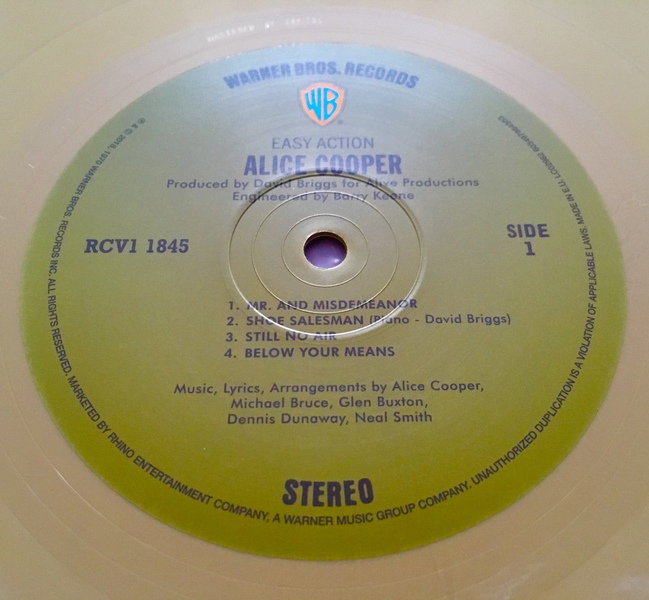 WARNER BROS. RECORDS
WB
EASY ACTION
ALICE COOPER
Produced by David Briggs for Alive Productions
Engineered by Barry Keene
RCV1 1845
SIDE
1
1. MR. AND MISDEMEANOR
2. SHOE SALESMAN (Piano - David Briggs)
3. STILL NO AIR
4. BELOW YOUR MEANS
Music, Lyrics, Arrangements by Alice Cooper,
Michael Bruce, Glen Buxton,
Dennis Dunaway, Neal Smith
STEREO
1970 WARNER BROS. RECORDS INC. ALL RIGHTS RESERVED. MARKETED BY RHINO ENTERTAINMENT COMPANY, A WARNER MUSIC GROUP COMPANY. UNAUTHORIZED DUPLICATION IS A VIOLATION OF APPLICABLE LAWS. MADE IN E.U.